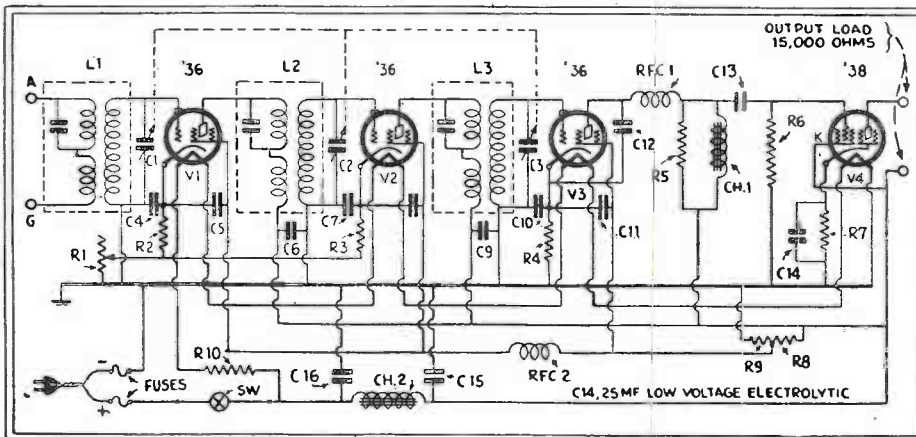 OUTPUT LOAD
15,000 OHMS
L1
'36
L2
'36
L3
'36
RFC 1
C13
'38
A
C1
C2
C3
C12
R6
R5
CH.1
K
V1
V2
V3
V4
G
C4
R2
C5
C7
R3
C10
R4
C11
C6
C9
C14
R7
R1
R10
R9
R8
RFC 2
-
FUSES
+
SW
C16
CH.2
C15
C14, 25 MF LOW VOLTAGE ELECTROLYTIC